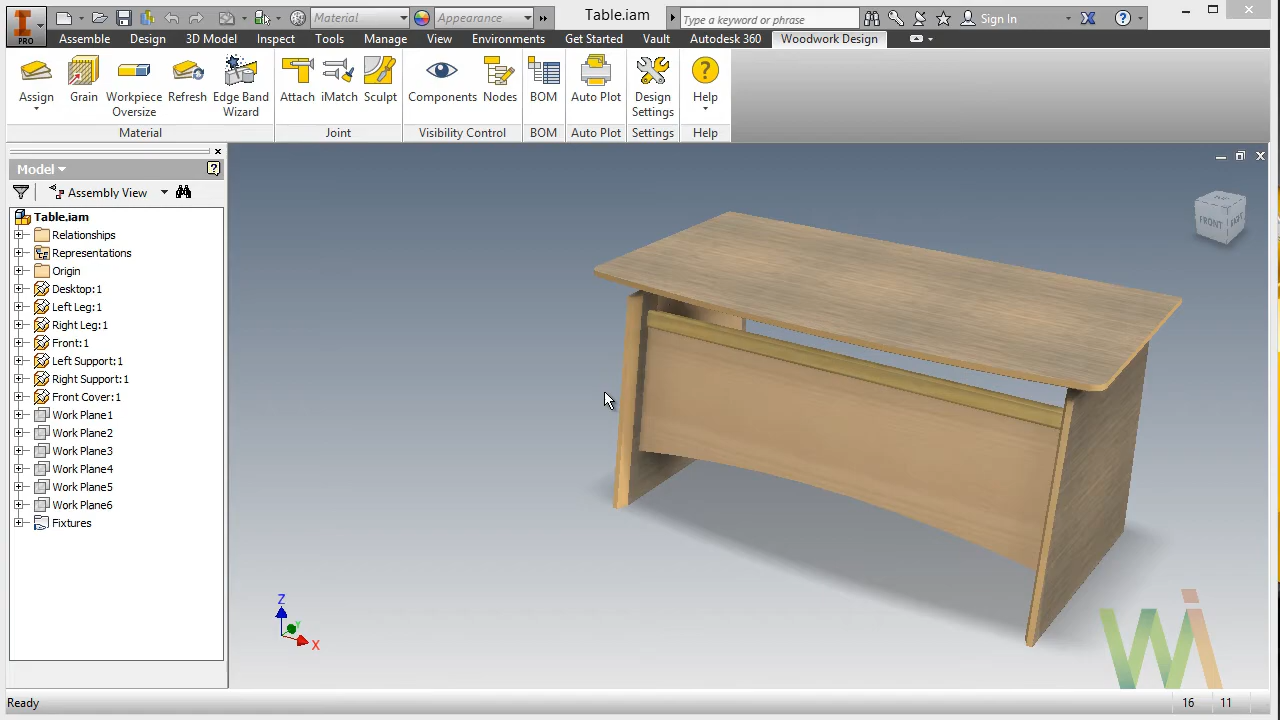 PRO
Material
Appearance
Table.iam
Type a keyword or phrase
Sign In
Assembly Design 3D Model Inspect Tools Manage View Environments Get Started Vault Autodesk 360 Woodwork Design
Assign Grain Workpiece Oversize Refresh Edge Band Wizard Attach iMatch Sculpt Components Nodes BOM Auto Plot Design Settings Help
Material Joint Visibility Control BOM Auto Plot Settings Help
Model
Assembly View
Table.iam
Relationships
Representations
Origin
Desktop:1
Left Leg:1
Right Leg:1
Front:1
Left Support:1
Right Support:1
Front Cover:1
Work Plane1
Work Plane2
Work Plane3
Work Plane4
Work Plane5
Work Plane6
Fixtures
FRONT
Z
Y
X
Ready
16 11